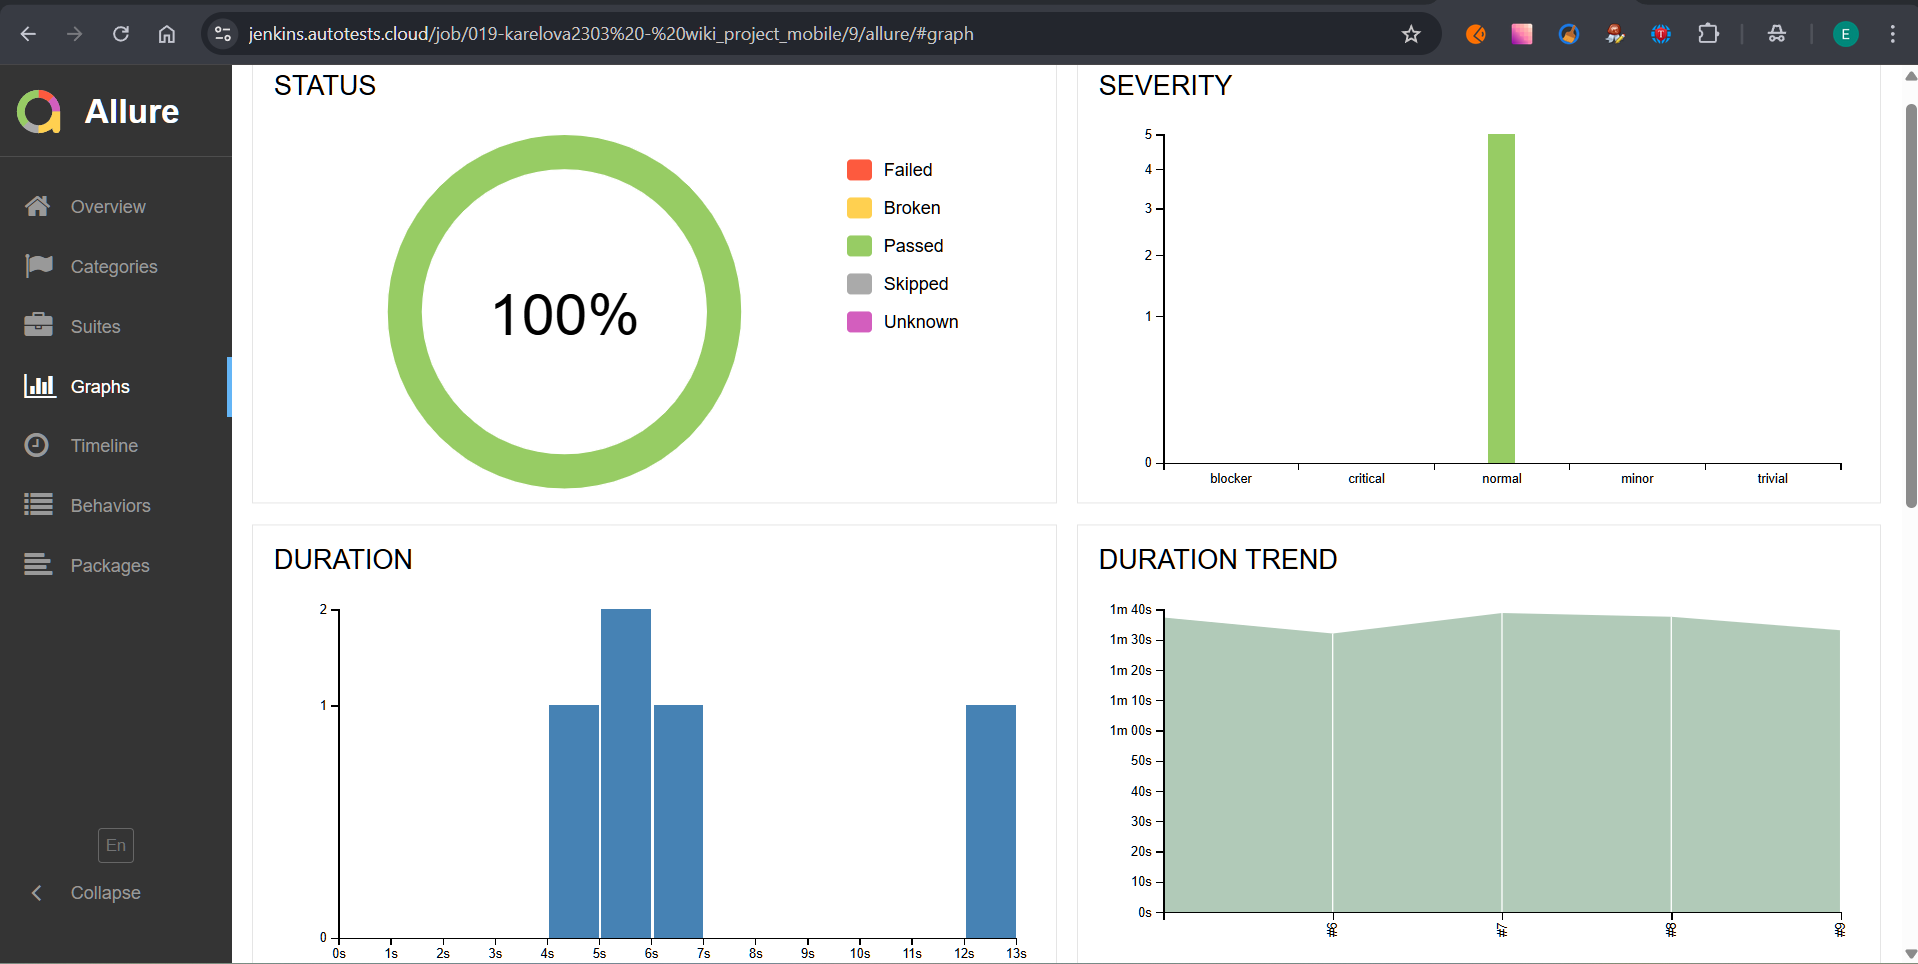 jenkins.autotests.cloud/job/019-karelova2303%20-%20wiki_project_mobile/9/allure/#graph
E
Allure
Overview
Categories
Suites
Graphs
Timeline
Behaviors
Packages
En
Collapse
STATUS
100%
Failed
Broken
Passed
Skipped
Unknown
SEVERITY
5
4
3
2
1
0
blocker critical normal minor trivial
DURATION
2
1
0
0s 1s 2s 3s 4s 5s 6s 7s 8s 9s 10s 11s 12s 13s
DURATION TREND
1m 40s
1m 30s
1m 20s
1m 10s
1m 00s
50s
40s
30s
20s
10s
0s
#6 #7 #8 #9